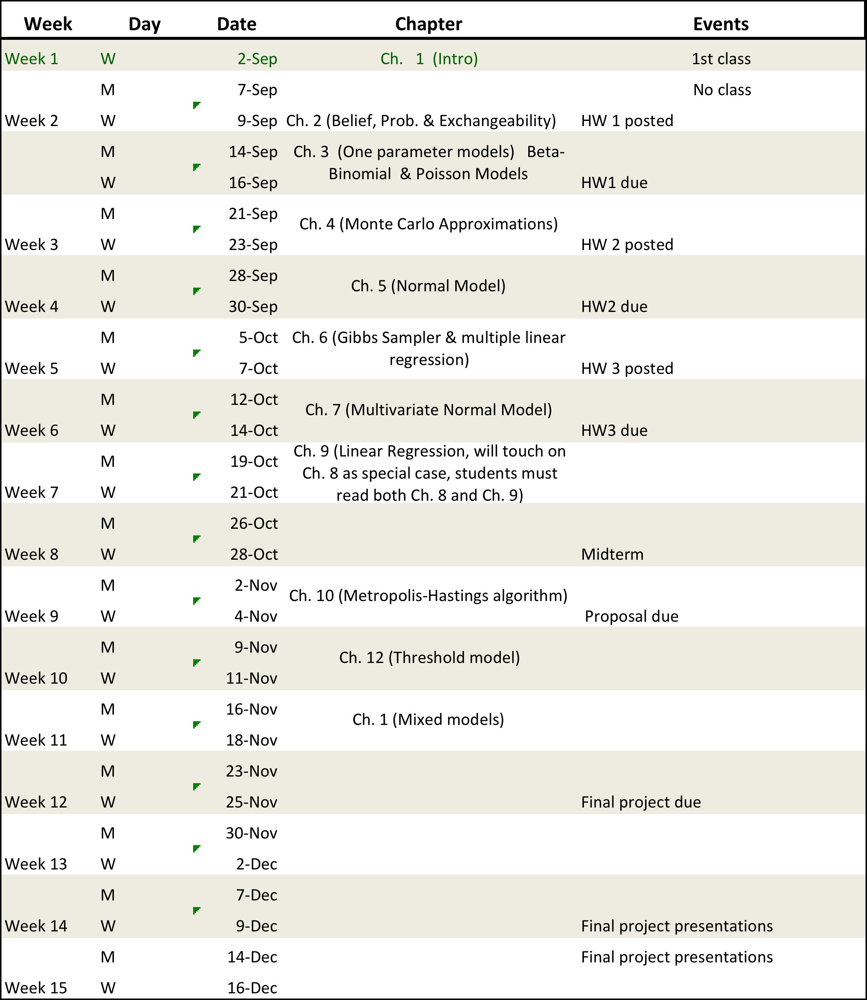 Week Day Date Chapter Events
Week 1 W 2-Sep Ch. 1 (Intro) 1st class
M 7-Sep No class
Week 2 W 9-Sep Ch. 2 (Belief, Prob. & Exchangeability) HW 1 posted
M 14-Sep Ch. 3 (One parameter models) Beta-
Binomial & Poisson Models
W 16-Sep HW1 due
M 21-Sep
Ch. 4 (Monte Carlo Approximations)
Week 3 W 23-Sep HW 2 posted
M 28-Sep
Ch. 5 (Normal Model)
Week 4 W 30-Sep HW2 due
M 5-Oct Ch. 6 (Gibbs Sampler & multiple linear
regression)
Week 5 W 7-Oct HW 3 posted
M 12-Oct
Ch. 7 (Multivariate Normal Model)
Week 6 W 14-Oct HW3 due
Ch. 9 (Linear Regression, will touch on
M 19-Oct
Ch. 8 as special case, students must
Week 7 W 21-Oct
read both Ch. 8 and Ch. 9)
M 26-Oct
Week 8 W 28-Oct Midterm
M 2-Nov
Ch. 10 (Metropolis-Hastings algorithm)
Week 9 W 4-Nov Proposal due
M 9-Nov
Ch. 12 (Threshold model)
Week 10 W 11-Nov
M 16-Nov
Ch. 1 (Mixed models)
Week 11 W 18-Nov
M 23-Nov
Week 12 W 25-Nov Final project due
M 30-Nov
Week 13 W 2-Dec
M 7-Dec
Week 14 W 9-Dec Final project presentations
M 14-Dec Final project presentations
Week 15 W 16-Dec